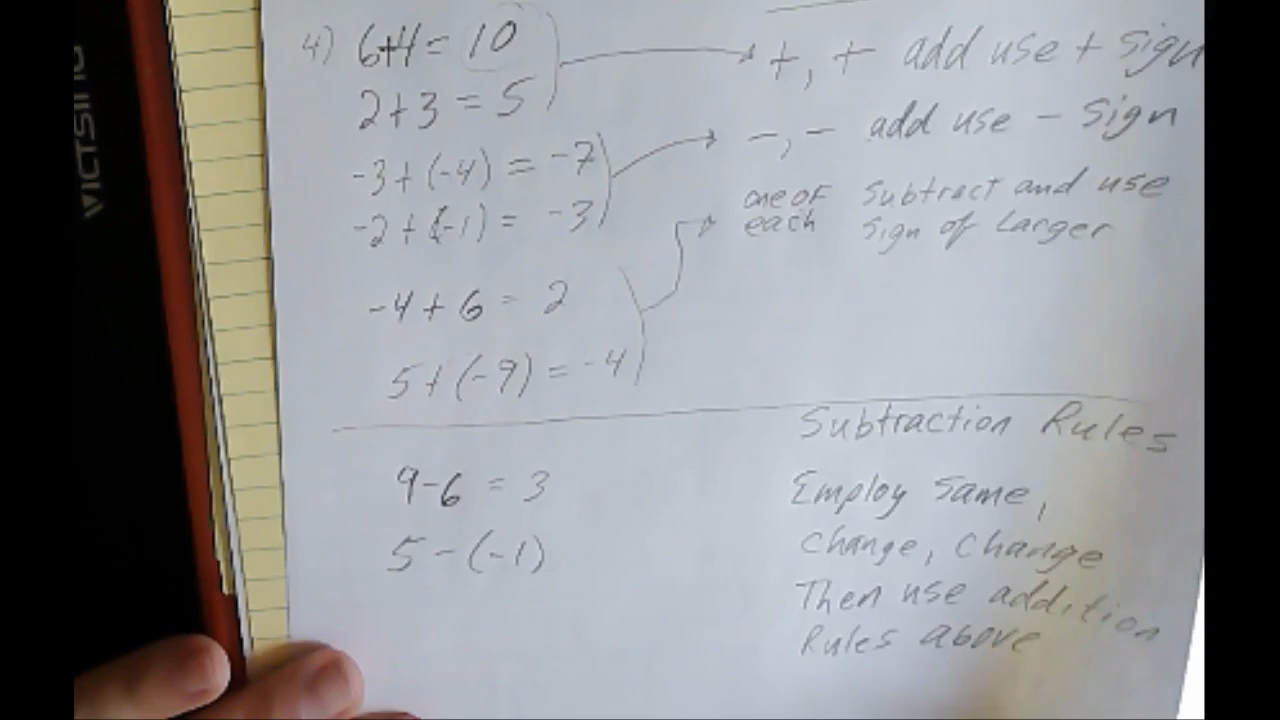 4) 6+4 = 10
2+3 = 5
-3+(-4) = -7
-2+(-1) = -3
-4+6 = 2
5+(-9) = -4
+, + add use + sign
-, - add use - sign
one of each subtract and use
sign of Larger
Subtraction Rules
9-6 = 3
5-(-1)
Employ same,
change, change
Then use addition
Rules above
VICTSING